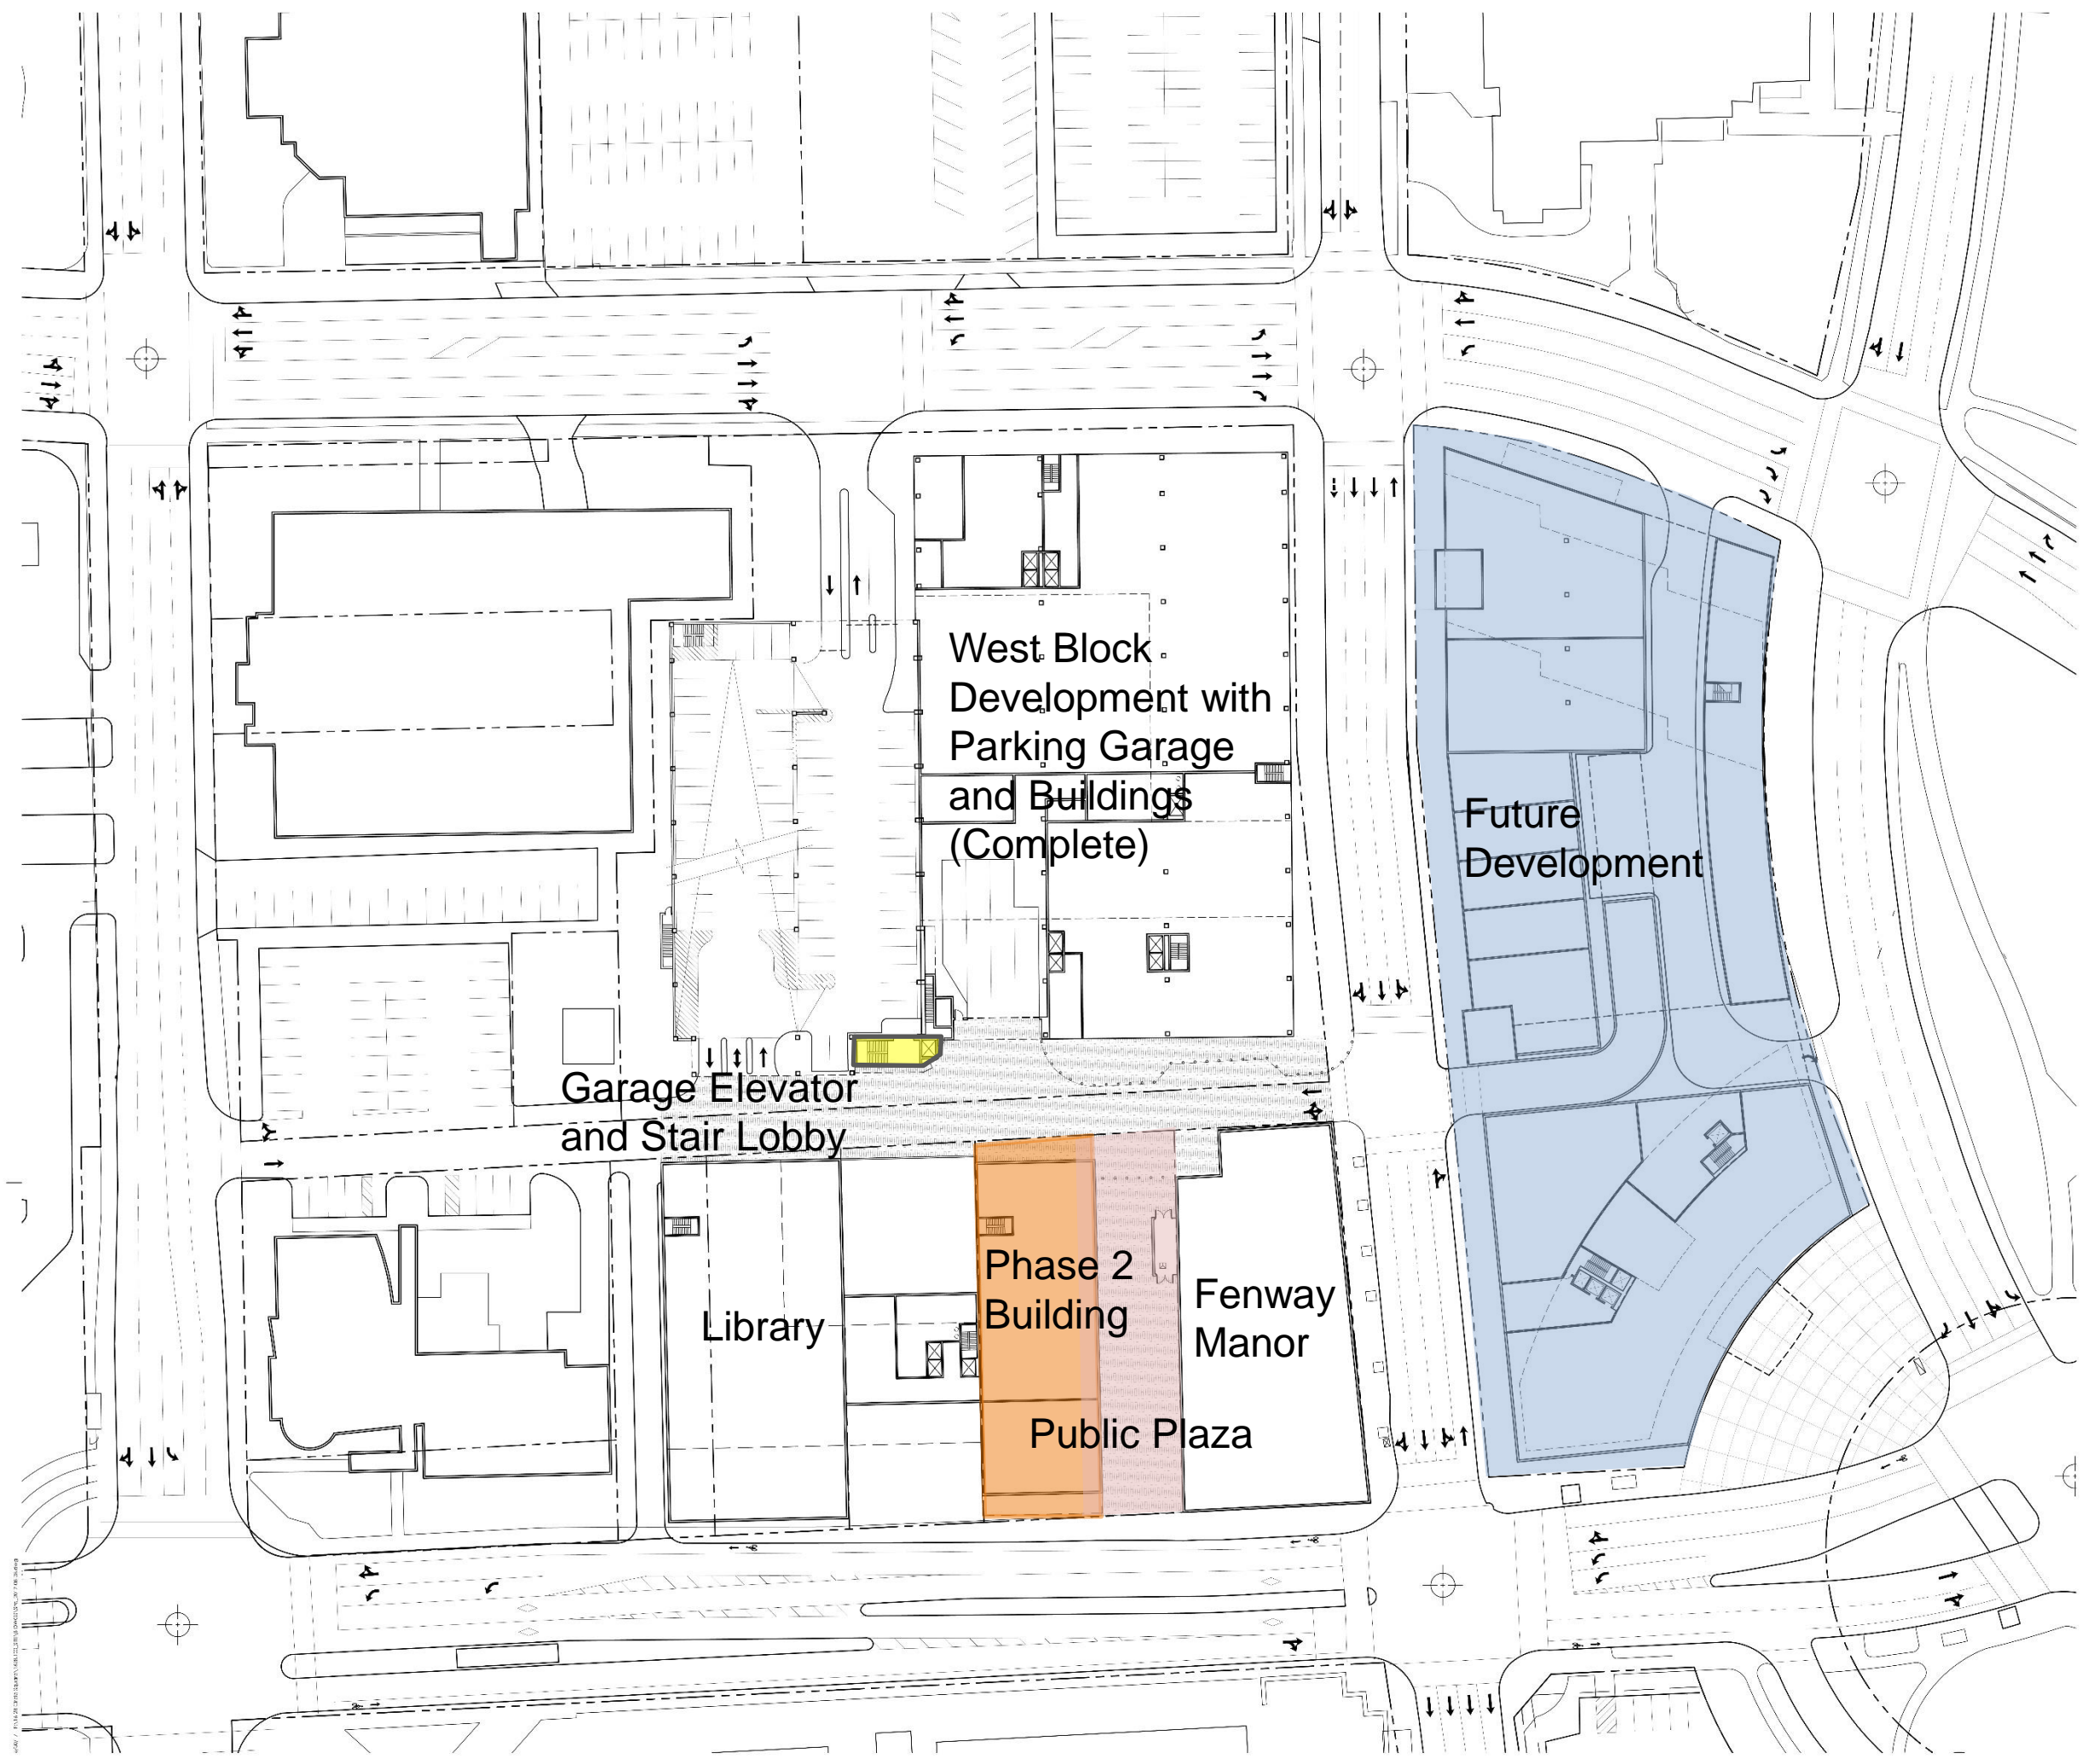 West Block
Development with
Parking Garage
and Buildings
(Complete)
Future
Development
Garage Elevator
and Stair Lobby
Phase 2
Building
Fenway
Manor
Library
Public Plaza